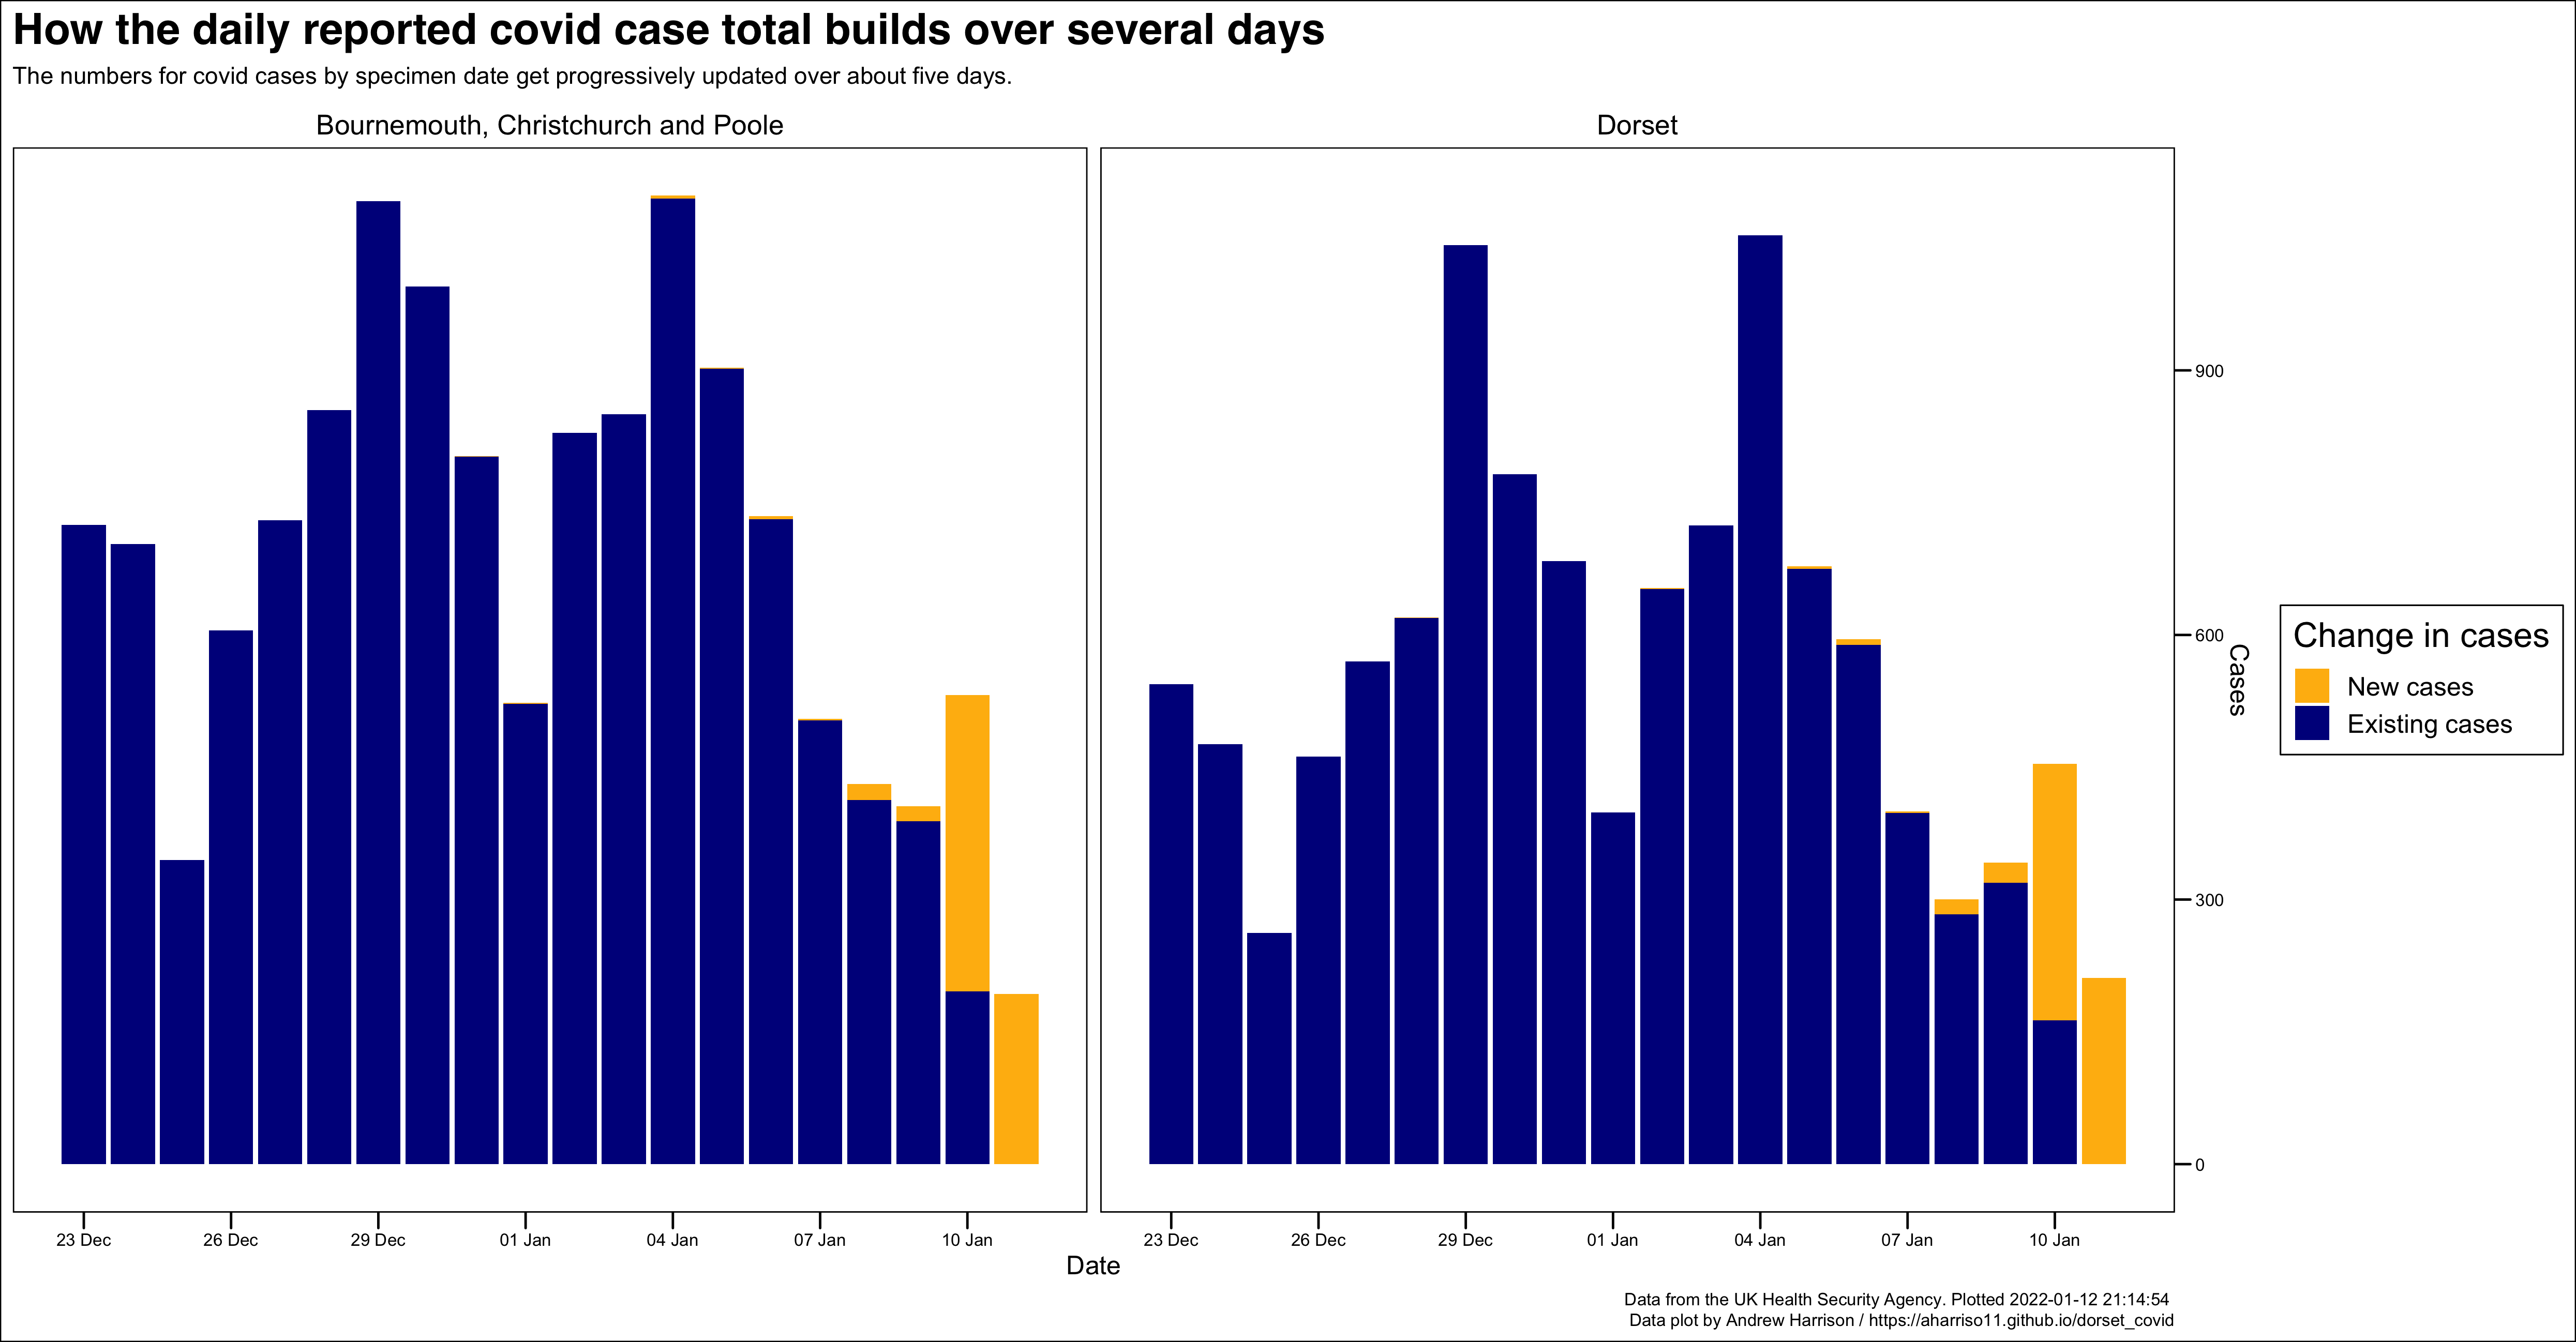 How the daily reported covid case total builds over several days
The numbers for covid cases by specimen date get progressively updated over about five days.
Bournemouth, Christchurch and Poole
Dorset
900
600
300
0
Cases
Change in cases
New cases
Existing cases
23 Dec 26 Dec 29 Dec 01 Jan 04 Jan 07 Jan 10 Jan
23 Dec 26 Dec 29 Dec 01 Jan 04 Jan 07 Jan 10 Jan
Date
Data from the UK Health Security Agency. Plotted 2022-01-12 21:14:54
Data plot by Andrew Harrison / https://aharriso11.github.io/dorset_covid